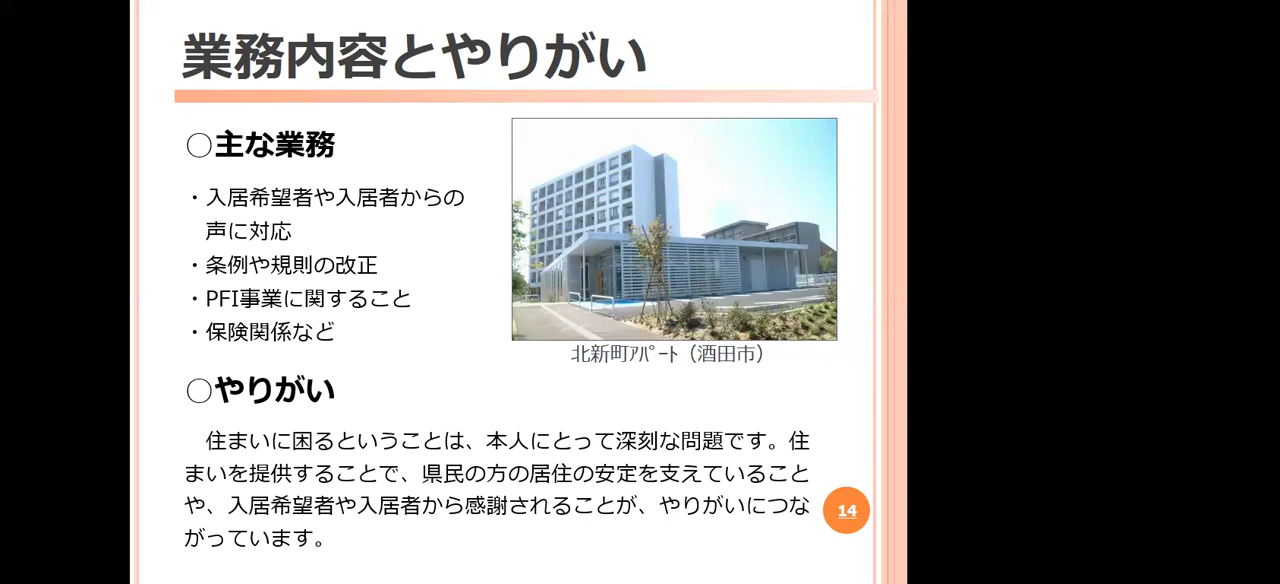 業務内容とやりがい
○主な業務
・入居希望者や入居者からの
声に対応
・条例や規則の改正
・PFI事業に関すること
・保険関係など
北新町ｱﾊﾟｰﾄ（酒田市）
○やりがい
　住まいに困るということは、本人にとって深刻な問題です。住
まいを提供することで、県民の方の居住の安定を支えていること
や、入居希望者や入居者から感謝されることが、やりがいにつな
がっています。
14